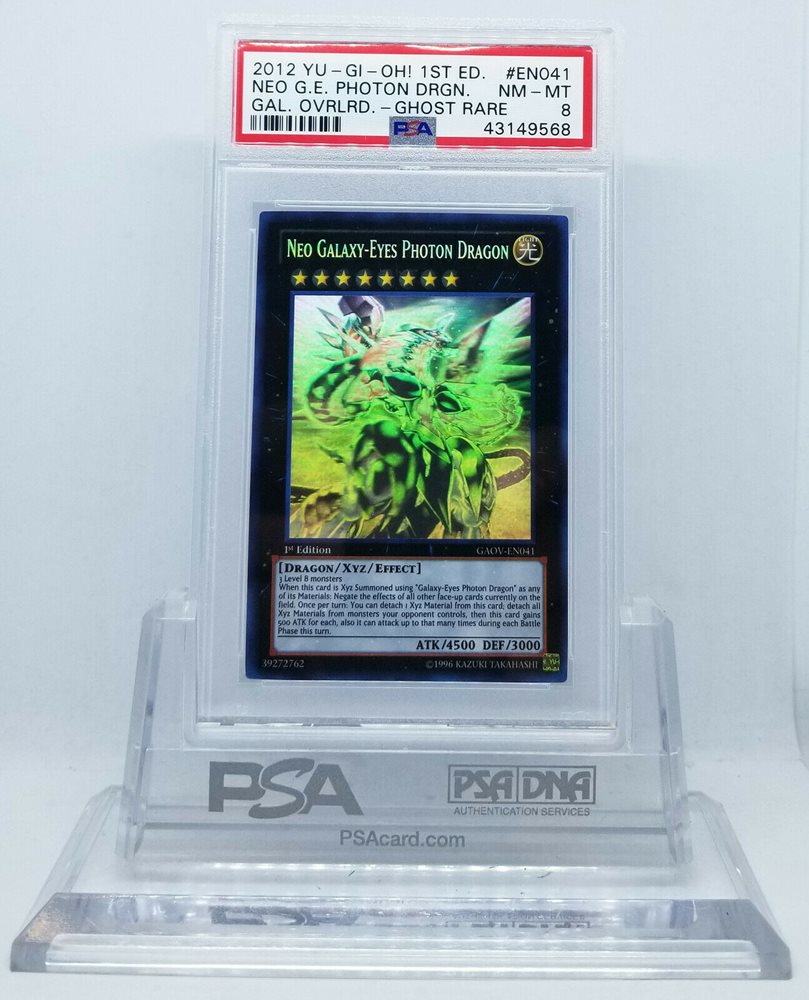 2012 YU-GI-OH! 1ST ED. #EN041
NEO G.E. PHOTON DRGN. NM-MT
GAL. OVRLRD.-GHOST RARE 8
PSA 43149568
NEO GALAXY-EYES PHOTON DRAGON
LIGHT
光
1st Edition GAOV-EN041
[DRAGON/XYZ/EFFECT]
3 Level 8 monsters
When this card is Xyz Summoned using "Galaxy-Eyes Photon Dragon" as any
of its Materials: Negate the effects of all other face-up cards currently on the
field. Once per turn: You can detach 1 Xyz Material from this card; detach all
Xyz Materials from monsters your opponent controls, then this card gains
500 ATK for each, also it can attack up to that many times during each Battle
Phase this turn.
ATK/4500 DEF/3000
39272762 ©1996 KAZUKI TAKAHASHI
PSA PSA DNA
AUTHENTICATION SERVICES
PSAcard.com